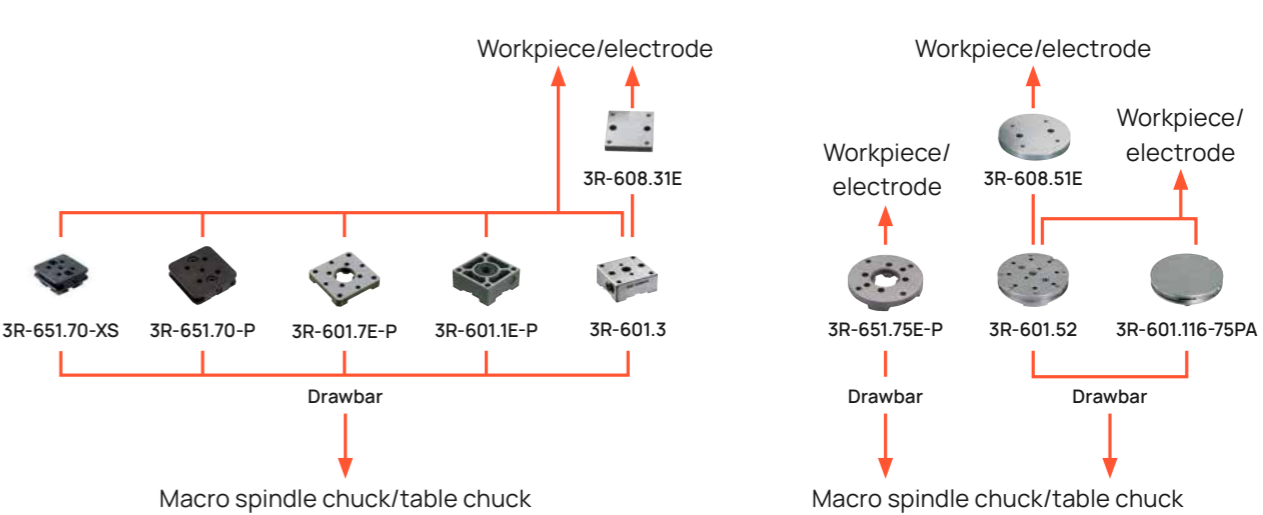 Workpiece/electrode
3R-608.31E
3R-651.70-XS
3R-651.70-P
3R-601.7E-P
3R-601.1E-P
3R-601.3
Drawbar
Macro spindle chuck/table chuck
Workpiece/electrode
Workpiece/
electrode
Workpiece/
electrode
3R-608.51E
3R-651.75E-P
3R-601.52
3R-601.116-75PA
Drawbar
Drawbar
Macro spindle chuck/table chuck